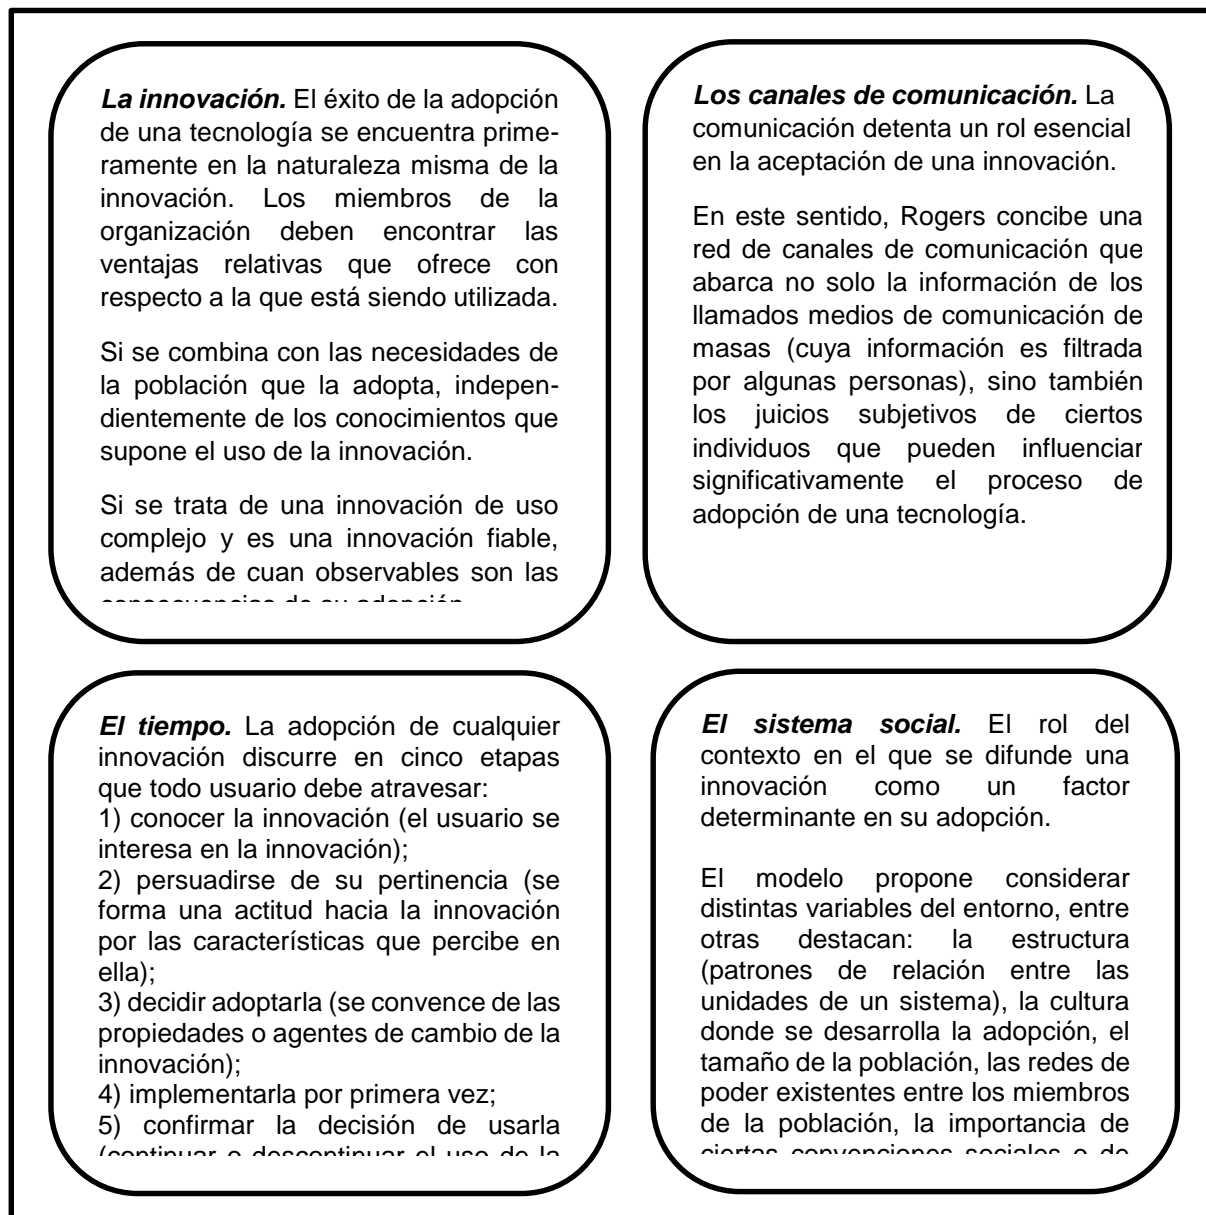 La innovación. El éxito de la adopción
de una tecnología se encuentra prime-
ramente en la naturaleza misma de la
innovación. Los miembros de la
organización deben encontrar las
ventajas relativas que ofrece con
respecto a la que está siendo utilizada.
Si se combina con las necesidades de
la población que la adopta, indepen-
dientemente de los conocimientos que
supone el uso de la innovación.
Si se trata de una innovación de uso
complejo y es una innovación fiable,
además de cuan observables son las
consecuencias de su adopción
Los canales de comunicación. La
comunicación detenta un rol esencial
en la aceptación de una innovación.
En este sentido, Rogers concibe una
red de canales de comunicación que
abarca no solo la información de los
llamados medios de comunicación de
masas (cuya información es filtrada
por algunas personas), sino también
los juicios subjetivos de ciertos
individuos que pueden influenciar
significativamente el proceso de
adopción de una tecnología.
El tiempo. La adopción de cualquier
innovación discurre en cinco etapas
que todo usuario debe atravesar:
1) conocer la innovación (el usuario se
interesa en la innovación);
2) persuadirse de su pertinencia (se
forma una actitud hacia la innovación
por las características que percibe en
ella);
3) decidir adoptarla (se convence de las
propiedades o agentes de cambio de la
innovación);
4) implementarla por primera vez;
5) confirmar la decisión de usarla
(continuar o descontinuar el uso de la
El sistema social. El rol del
contexto en el que se difunde una
innovación como un factor
determinante en su adopción.
El modelo propone considerar
distintas variables del entorno, entre
otras destacan: la estructura
(patrones de relación entre las
unidades de un sistema), la cultura
donde se desarrolla la adopción, el
tamaño de la población, las redes de
poder existentes entre los miembros
de la población, la importancia de
ciertas convenciones sociales o de